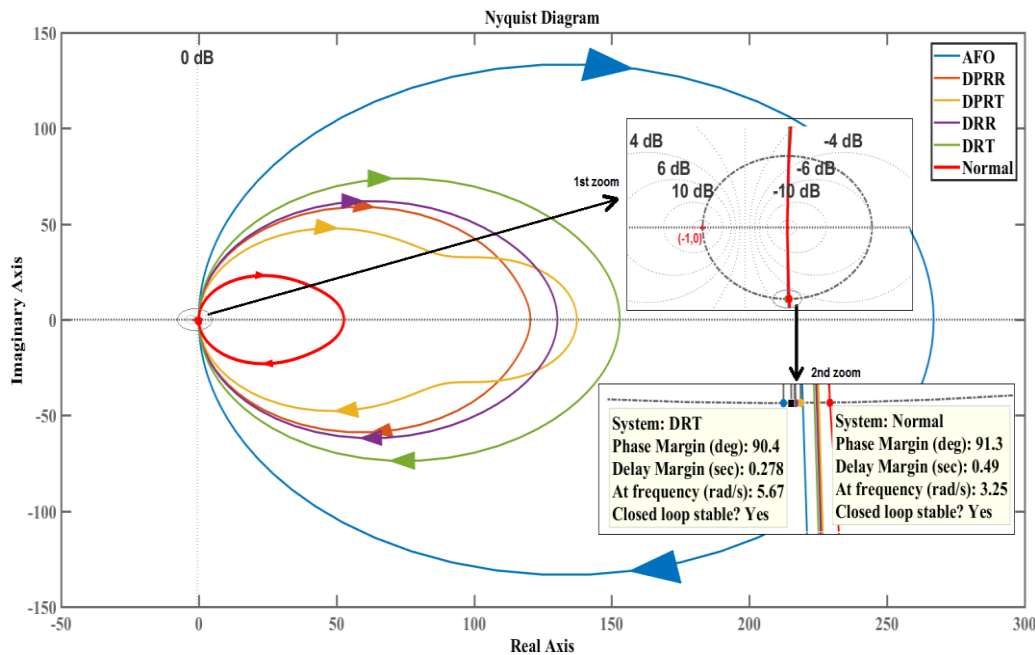 Nyquist Diagram
Imaginary Axis
150
100
50
0
-50
-100
-150
0 dB
AFO
DPRR
DPRT
DRR
DRT
Normal
1st zoom
4 dB
-4 dB
6 dB
-6 dB
10 dB
-10 dB
(-1,0)
2nd zoom
System: DRT
Phase Margin (deg): 90.4
Delay Margin (sec): 0.278
At frequency (rad/s): 5.67
Closed loop stable? Yes
System: Normal
Phase Margin (deg): 91.3
Delay Margin (sec): 0.49
At frequency (rad/s): 3.25
Closed loop stable? Yes
-50 0 50 100 150 200 250 300
Real Axis